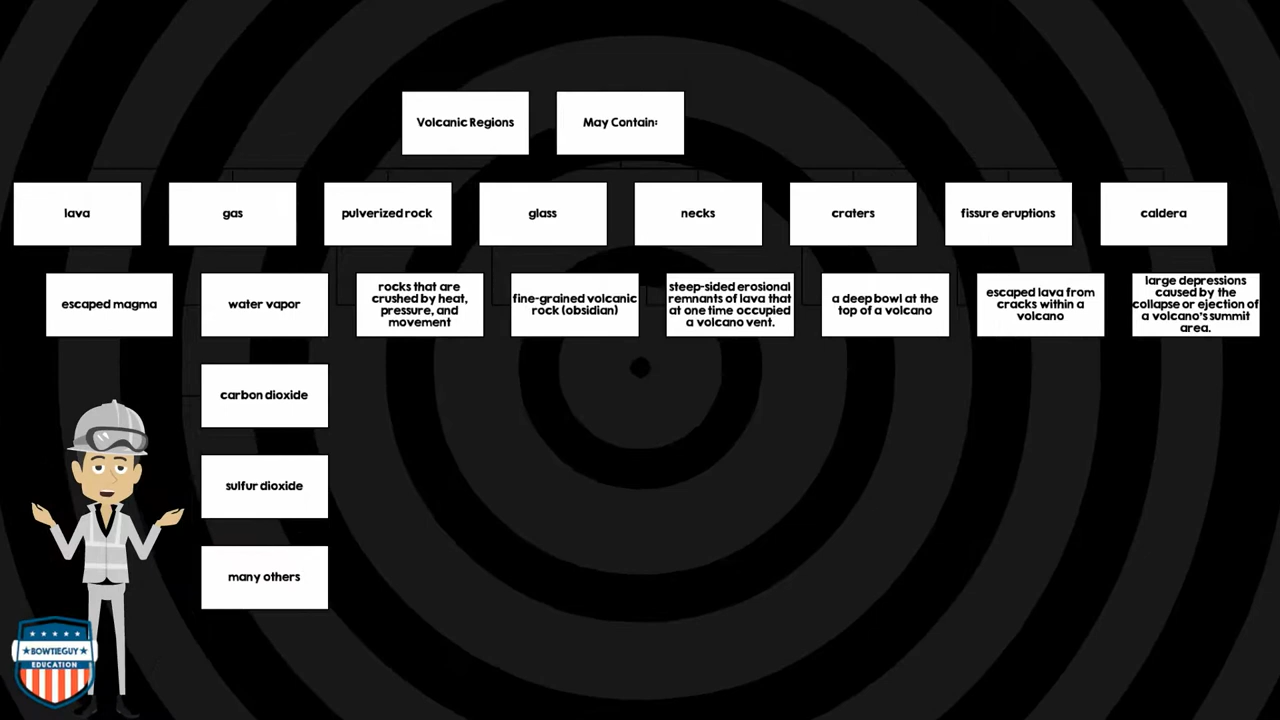 Volcanic Regions
May Contain:
lava
gas
pulverized rock
glass
necks
craters
fissure eruptions
caldera
escaped magma
water vapor
rocks that are
crushed by heat,
pressure, and
movement
fine-grained volcanic
rock (obsidian)
steep-sided erosional
remnants of lava that
at one time occupied
a volcano vent.
a deep bowl at the
top of a volcano
escaped lava from
cracks within a
volcano
large depressions
caused by the
collapse or ejection of
a volcano's summit
area.
carbon dioxide
sulfur dioxide
many others
BOWTIEGUY
EDUCATION